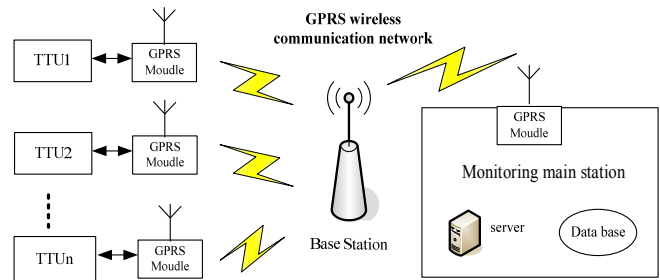 GPRS wireless
communication network
TTU1
GPRS
Moudle
TTU2
GPRS
Moudle
TTUn
GPRS
Moudle
Base Station
GPRS
Moudle
Monitoring main station
server
Data base